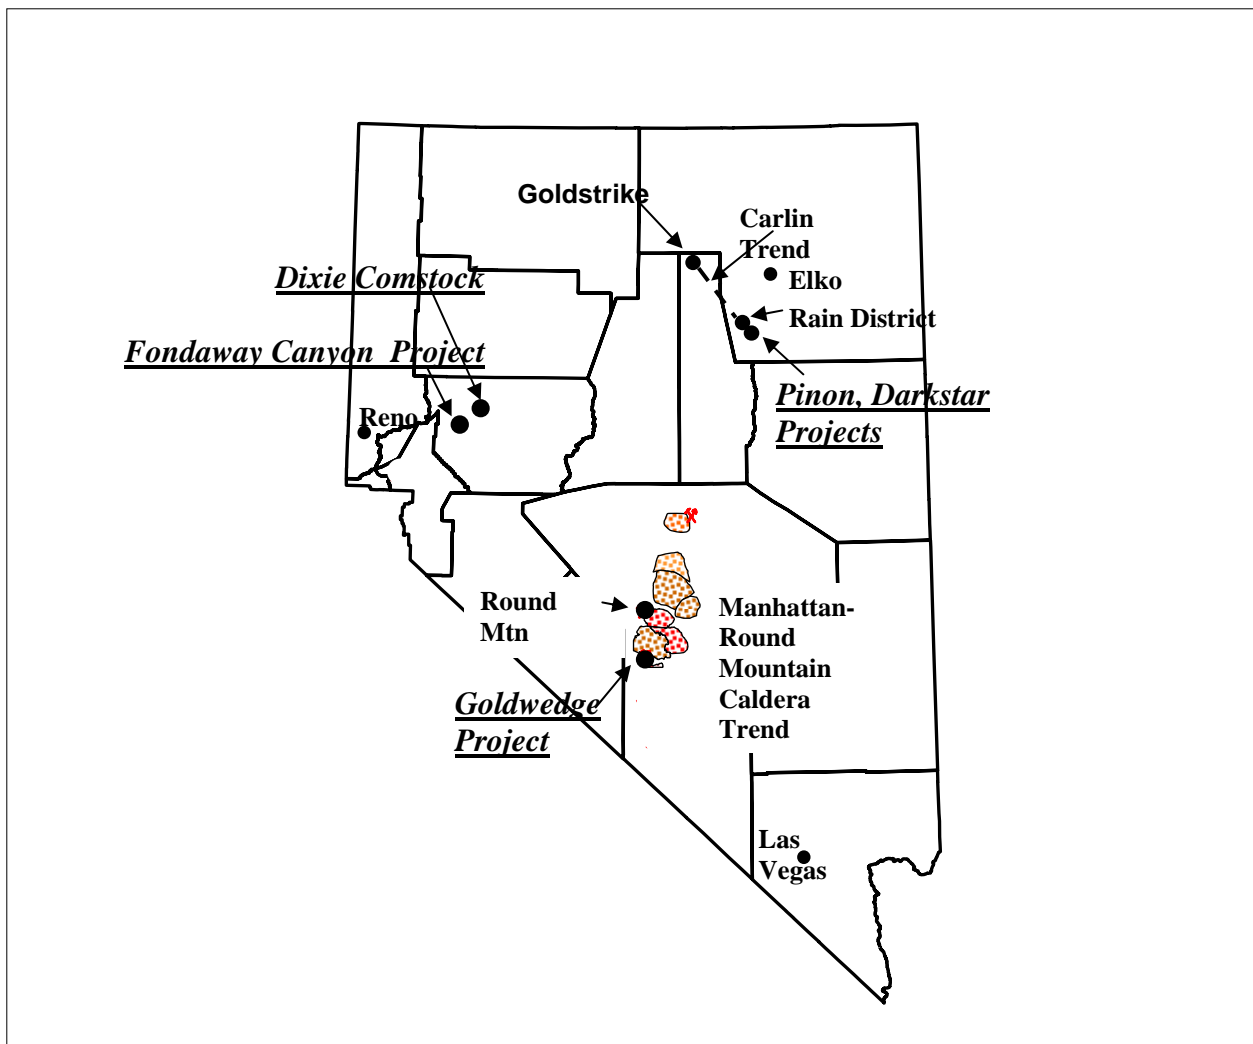 Goldstrike
Carlin
Trend
Dixie Comstock
Elko
Rain District
Fondaway Canyon  Project
Pinon, Darkstar
Projects
Reno
Round
Mtn
Manhattan-
Round
Mountain
Caldera
Trend
Goldwedge
Project
Las
Vegas